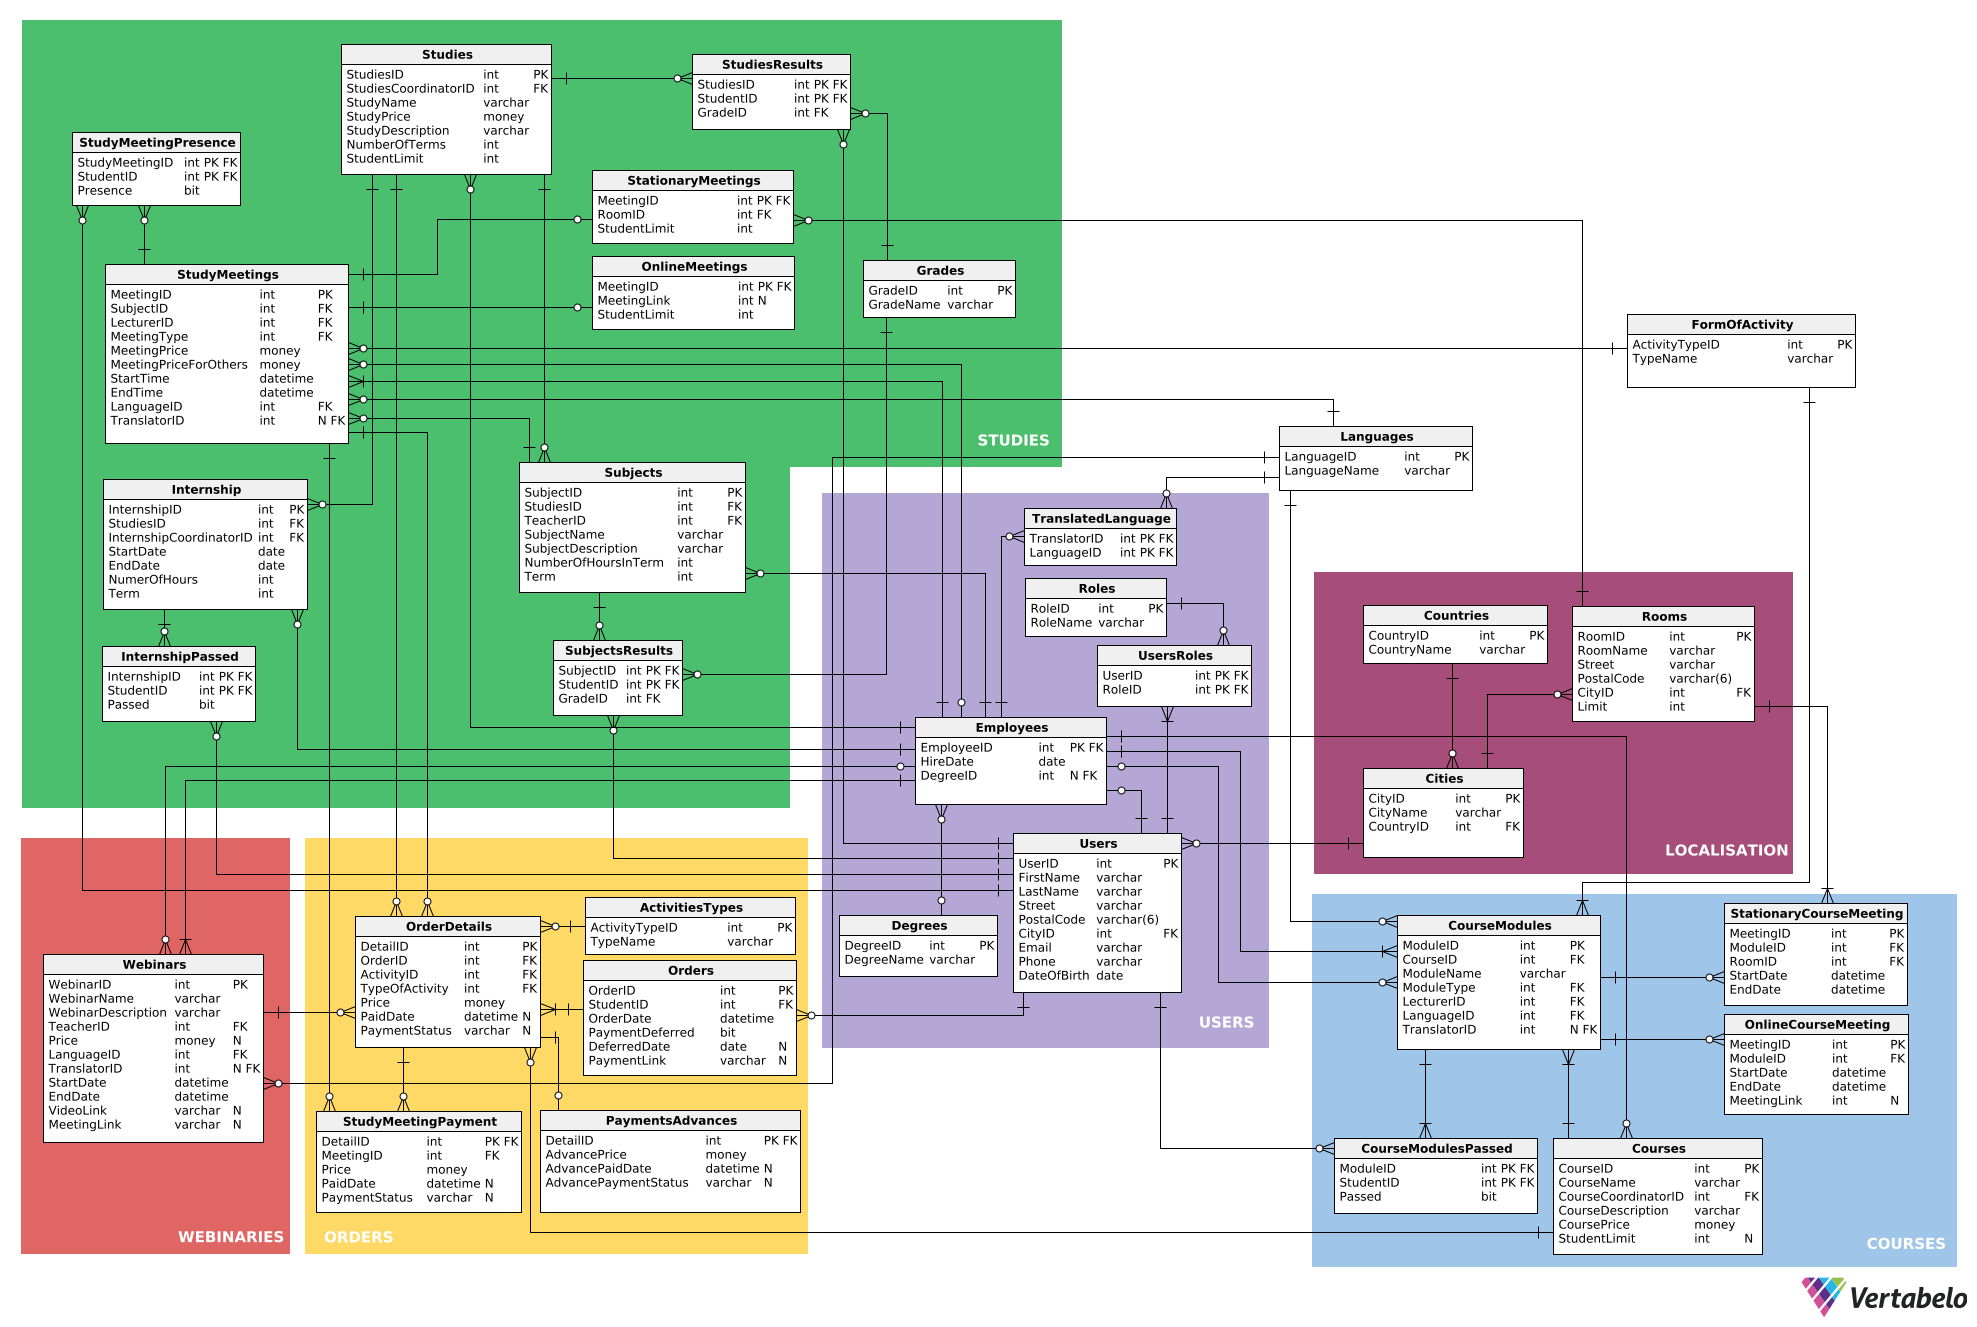 Studies
StudiesID int PK
StudiesCoordinatorID int FK
StudyName varchar
StudyPrice money
StudyDescription varchar
NumberOfTerms int
StudentLimit int
StudiesResults
StudiesID int PK FK
StudentID int PK FK
GradeID int FK
StudyMeetingPresence
StudyMeetingID int PK FK
StudentID int PK FK
Presence bit
StationaryMeetings
MeetingID int PK FK
RoomID int FK
StudentLimit int
OnlineMeetings
MeetingID int PK FK
MeetingLink int N
StudentLimit int
Grades
GradeID int PK
GradeName varchar
StudyMeetings
MeetingID int PK
SubjectID int FK
LecturerID int FK
MeetingType int FK
MeetingPrice money
MeetingPriceForOthers money
StartTime datetime
EndTime datetime
LanguageID int FK
TranslatorID int N FK
FormOfActivity
ActivityTypeID int PK
TypeName varchar
STUDIES
Languages
LanguageID int PK
LanguageName varchar
Internship
InternshipID int PK
StudiesID int FK
InternshipCoordinatorID int FK
StartDate date
EndDate date
NumerOfHours int
Term int
Subjects
SubjectID int PK
StudiesID int FK
TeacherID int FK
SubjectName varchar
SubjectDescription varchar
NumberOfHoursInTerm int
Term int
TranslatedLanguage
TranslatorID int PK FK
LanguageID int PK FK
Roles
RoleID int PK
RoleName varchar
UsersRoles
UserID int PK FK
RoleID int PK FK
Countries
CountryID int PK
CountryName varchar
Rooms
RoomID int PK
RoomName varchar
Street varchar
PostalCode varchar(6)
CityID int FK
Limit int
InternshipPassed
InternshipID int PK FK
StudentID int PK FK
Passed bit
SubjectsResults
SubjectID int PK FK
StudentID int PK FK
GradeID int FK
Employees
EmployeeID int PK FK
HireDate date
DegreeID int N FK
Cities
CityID int PK
CityName varchar
CountryID int FK
LOCALISATION
Users
UserID int PK
FirstName varchar
LastName varchar
Street varchar
PostalCode varchar(6)
CityID int FK
Email varchar
Phone varchar
DateOfBirth date
Degrees
DegreeID int PK
DegreeName varchar
USERS
Webinars
WebinarID int PK
WebinarName varchar
WebinarDescription varchar
TeacherID int FK
Price money N
LanguageID int FK
TranslatorID int N FK
StartDate datetime
EndDate datetime
VideoLink varchar N
MeetingLink varchar N
WEBINARIES
OrderDetails
DetailID int PK
OrderID int FK
ActivityID int FK
TypeOfActivity int FK
Price money
PaidDate datetime N
PaymentStatus varchar N
ActivitiesTypes
ActivityTypeID int PK
TypeName varchar
Orders
OrderID int PK
StudentID int FK
OrderDate datetime
PaymentDeferred bit
DeferredDate date N
PaymentLink varchar N
StudyMeetingPayment
DetailID int PK FK
MeetingID int FK
Price money
PaidDate datetime N
PaymentStatus varchar N
PaymentsAdvances
DetailID int PK FK
AdvancePrice money
AdvancePaidDate datetime N
AdvancePaymentStatus varchar N
ORDERS
CourseModules
ModuleID int PK
CourseID int FK
ModuleName varchar
ModuleType int FK
LecturerID int FK
LanguageID int FK
TranslatorID int N FK
StationaryCourseMeeting
MeetingID int PK
ModuleID int FK
RoomID int FK
StartDate datetime
EndDate datetime
OnlineCourseMeeting
MeetingID int PK
ModuleID int FK
StartDate datetime
EndDate datetime
MeetingLink int N
CourseModulesPassed
ModuleID int PK FK
StudentID int PK FK
Passed bit
Courses
CourseID int PK
CourseName varchar
CourseCoordinatorID int FK
CourseDescription varchar
CoursePrice money
StudentLimit int N
COURSES
Vertabelo